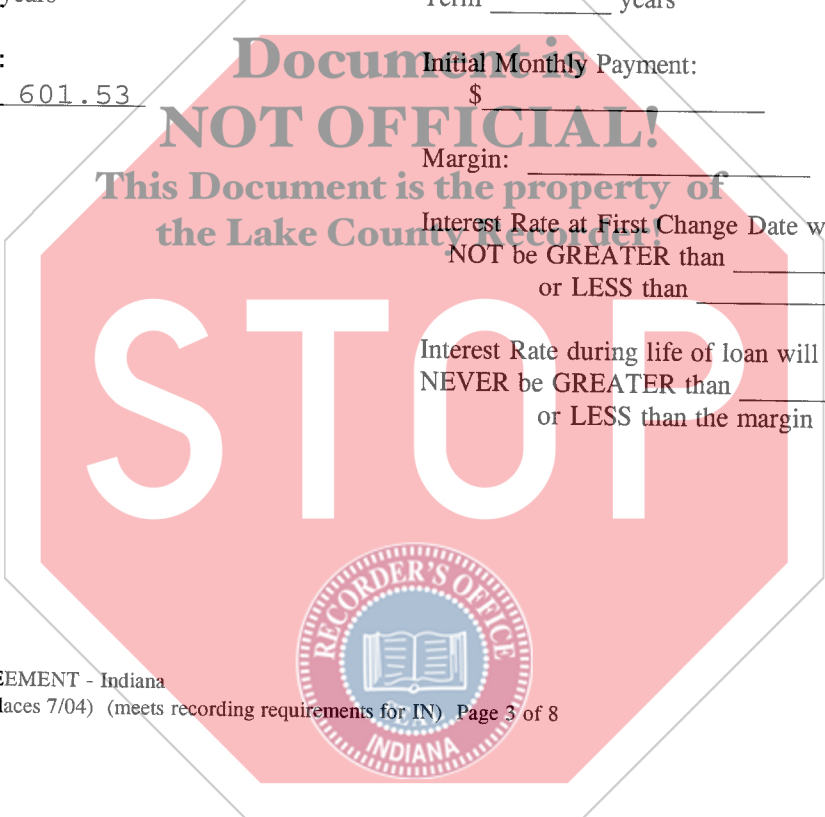 years
Term ________ years
:
601.53
Document is
NOT OFFICIAL!
This Document is the property of
the Lake County Recorder!
Initial Monthly Payment:
$
Margin:
Interest Rate at First Change Date w
NOT be GREATER than
or LESS than
Interest Rate during life of loan will
NEVER be GREATER than
or LESS than the margin
STOP
RECORDER'S OFFICE
INDIANA
EEMENT - Indiana
laces 7/04) (meets recording requirements for IN) Page 3 of 8